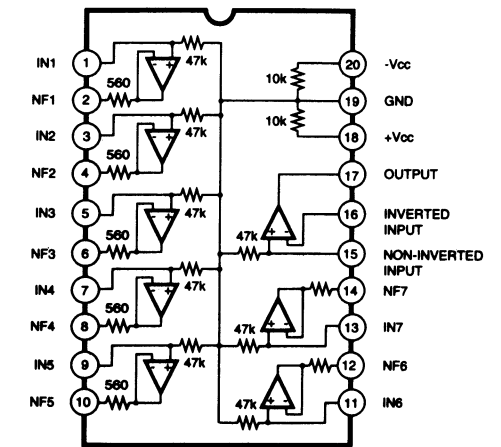 IN1 1 47k 20 -Vcc
560 10k
NF1 2 19 GND
IN2 3 47k 10k 18 +Vcc
560
NF2 4 17 OUTPUT
IN3 5 47k 16 INVERTED
INPUT
560 47k
NF3 6 15 NON-INVERTED
INPUT
IN4 7 47k 14 NF7
560 47k
NF4 8 13 IN7
IN5 9 47k 12 NF6
560 47k
NF5 10 11 IN6
- + - + - + - + - +
+ - + - + -